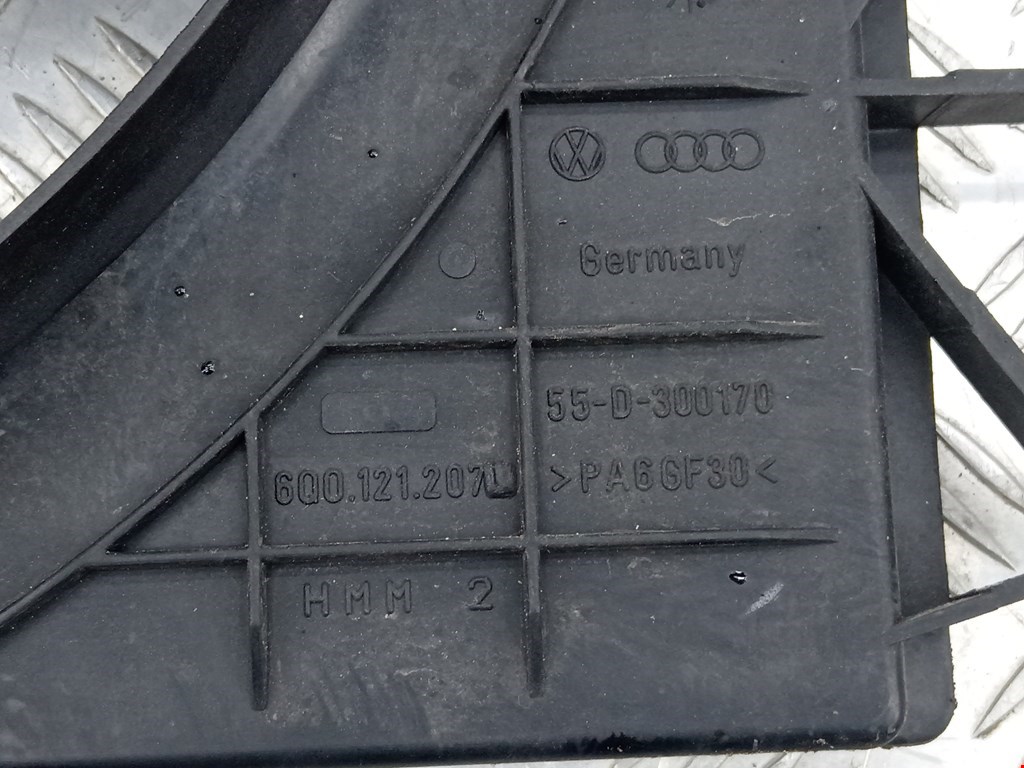 Germany
55-D-300170
6Q0.121.207
>PA6GF30<
HMM 2